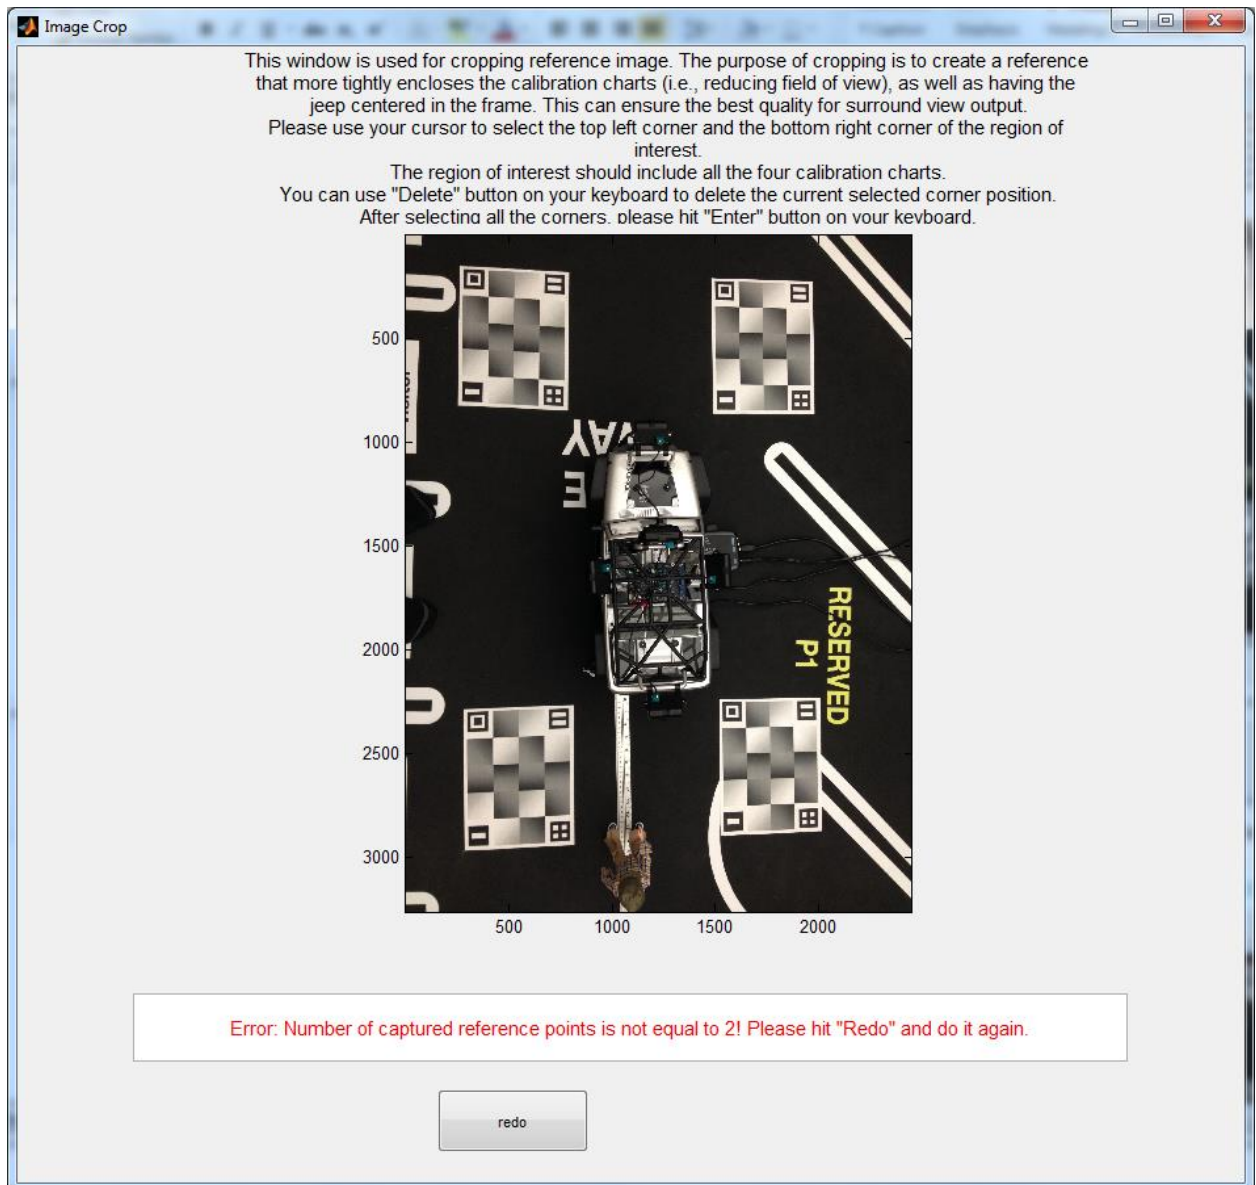 Image Crop
This window is used for cropping reference image. The purpose of cropping is to create a reference
that more tightly encloses the calibration charts (i.e., reducing field of view), as well as having the
jeep centered in the frame. This can ensure the best quality for surround view output.
Please use your cursor to select the top left corner and the bottom right corner of the region of
interest.
The region of interest should include all the four calibration charts.
You can use "Delete" button on your keyboard to delete the current selected corner position.
After selecting all the corners, please hit "Enter" button on your keyboard.
500
1000
1500
2000
2500
3000
WAY
E
RESERVED
P1
500
1000
1500
2000
Error: Number of captured reference points is not equal to 2! Please hit "Redo" and do it again.
redo